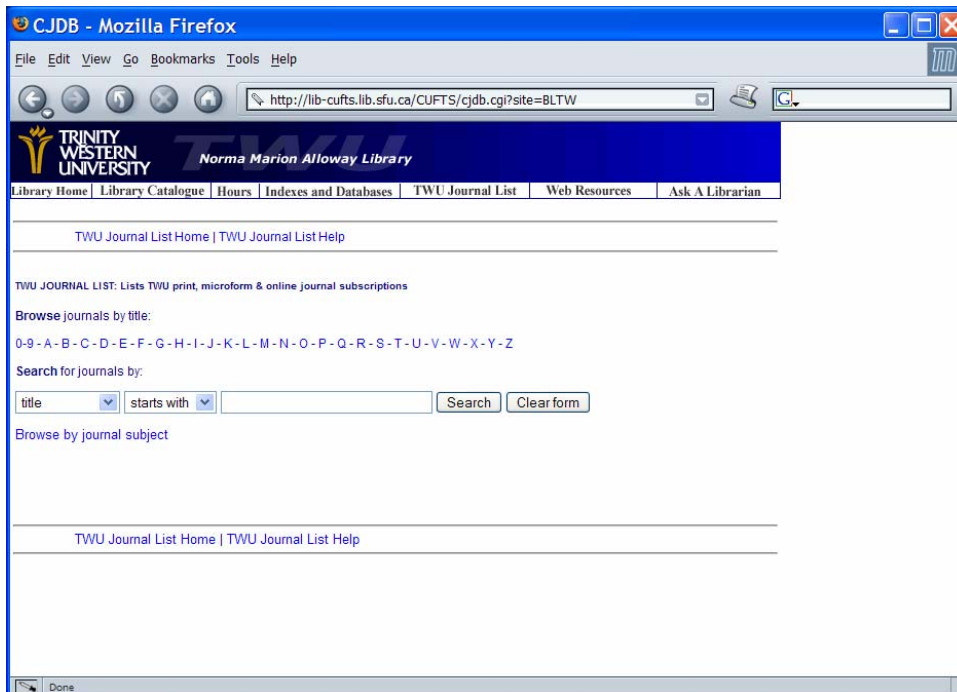 CJDB - Mozilla Firefox
File Edit View Go Bookmarks Tools Help
http://lib-cufts.lib.sfu.ca/CUFTS/cjdb.cgi?site=BLTW
G
TRINITY
WESTERN
UNIVERSITY
TWU
Norma Marion Alloway Library
Library Home | Library Catalogue | Hours | Indexes and Databases | TWU Journal List | Web Resources | Ask A Librarian
TWU Journal List Home | TWU Journal List Help
TWU JOURNAL LIST: Lists TWU print, microform & online journal subscriptions
Browse journals by title:
0-9 - A - B - C - D - E - F - G - H - I - J - K - L - M - N - O - P - Q - R - S - T - U - V - W - X - Y - Z
Search for journals by:
title starts with Search Clear form
Browse by journal subject
TWU Journal List Home | TWU Journal List Help
Done